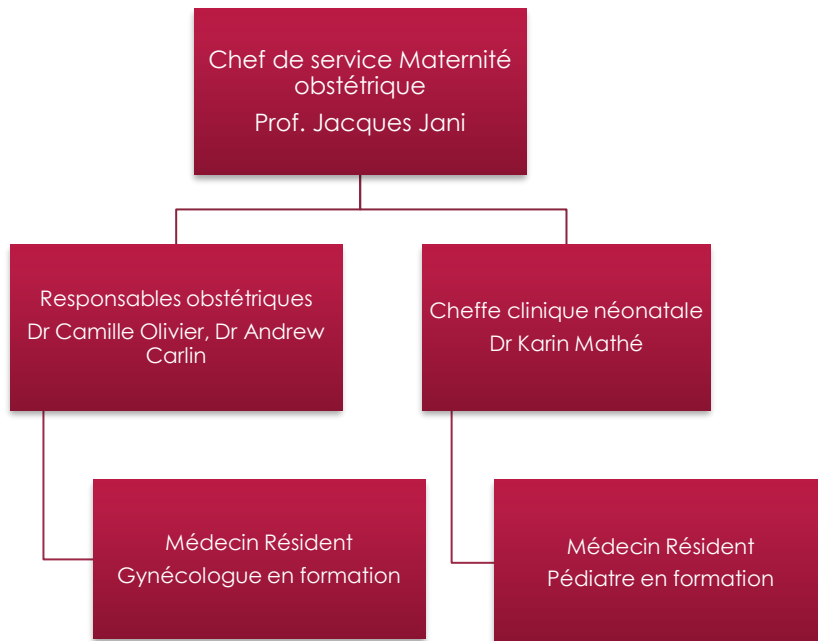 Chef de service Maternité
obstétrique
Prof. Jacques Jani
Responsables obstétriques
Dr Camille Olivier, Dr Andrew
Carlin
Cheffe clinique néonatale
Dr Karin Mathé
Médecin Résident
Gynécologue en formation
Médecin Résident
Pédiatre en formation